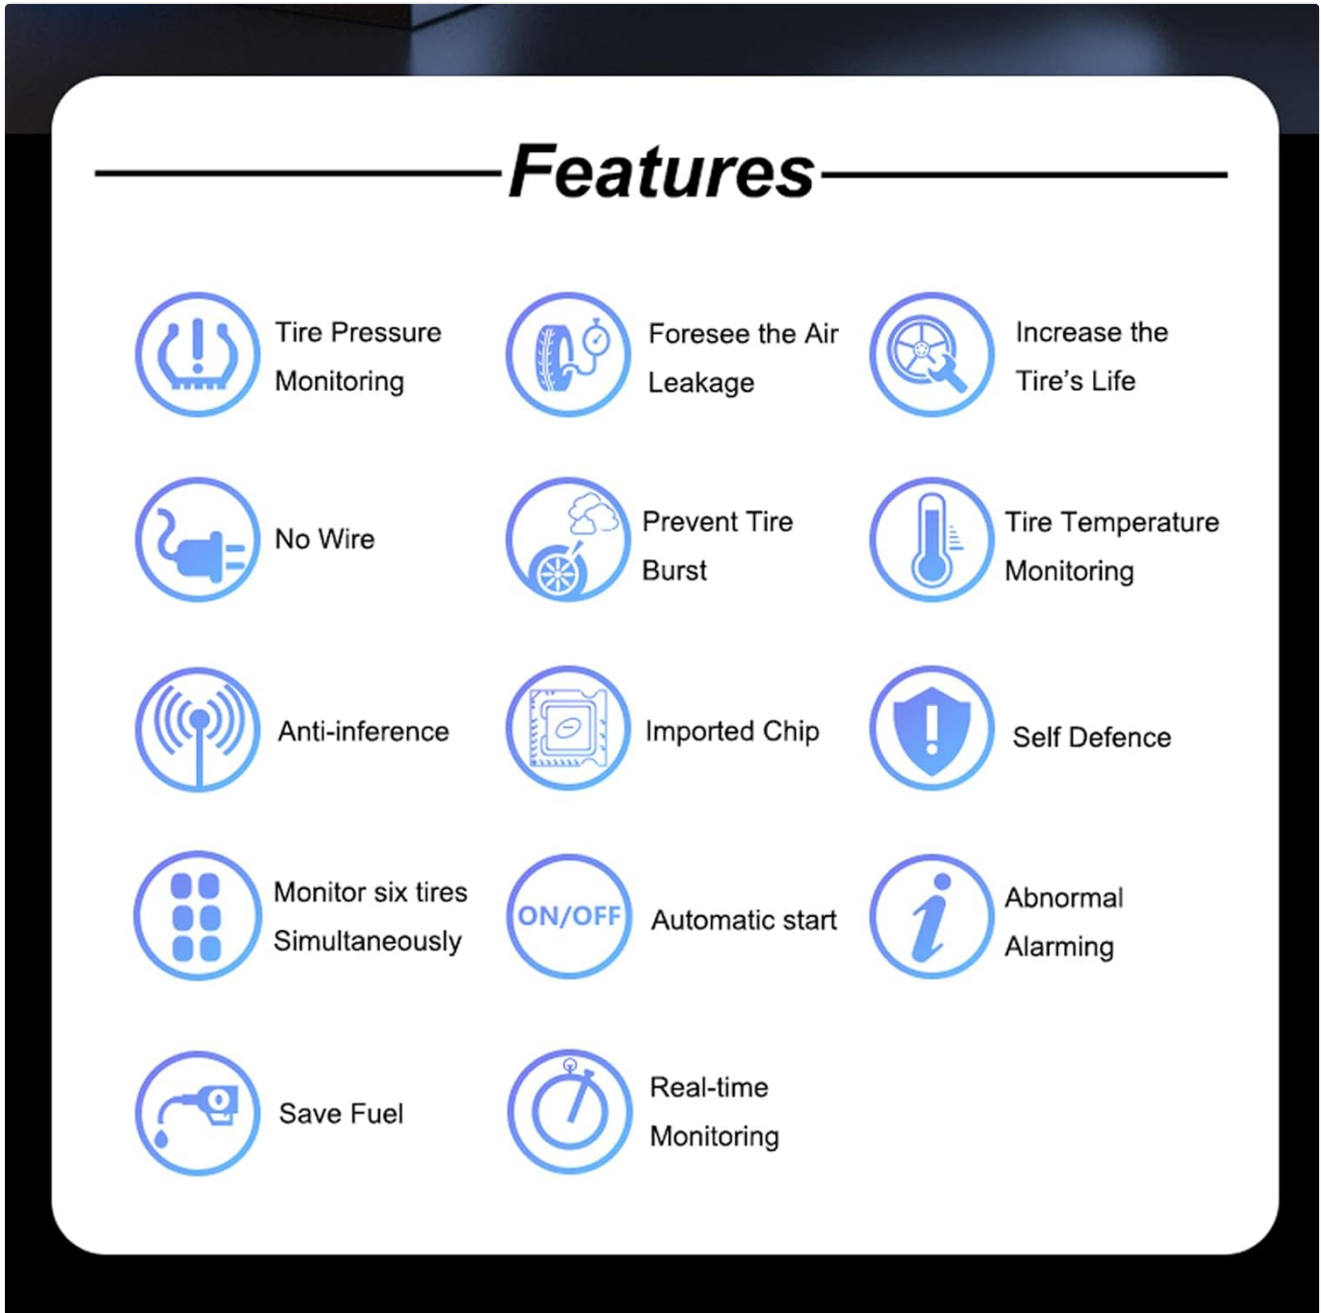 Features
Tire Pressure
Monitoring
Foresee the Air
Leakage
Increase the
Tire’s Life
No Wire
Prevent Tire
Burst
Tire Temperature
Monitoring
Anti-inference
Imported Chip
Self Defence
Monitor six tires
Simultaneously
ON/OFF
Automatic start
Abnormal
Alarming
Save Fuel
Real-time
Monitoring